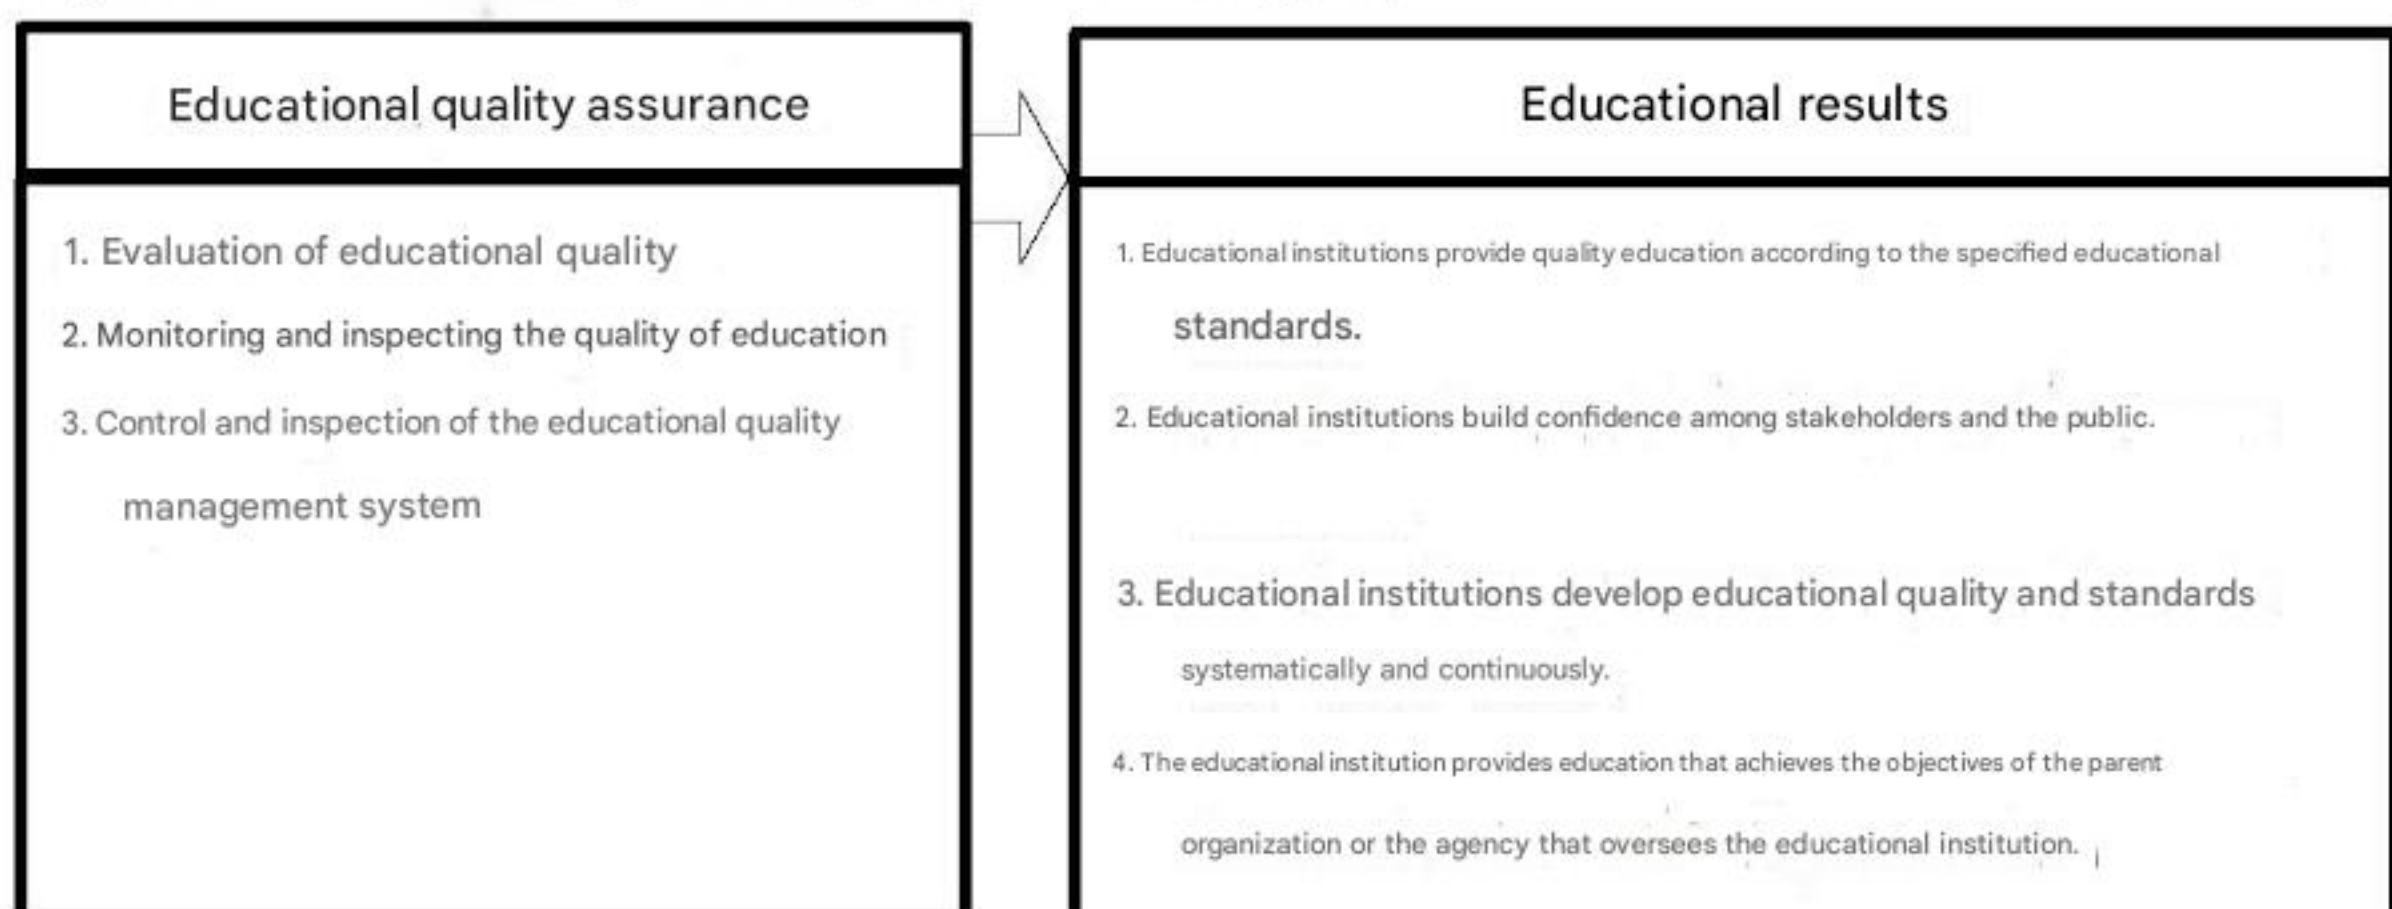 Educational quality assurance
1. Evaluation of educational quality
2. Monitoring and inspecting the quality of education
3. Control and inspection of the educational quality
management system
Educational results
1. Educational institutions provide quality education according to the specified educational
standards.
2. Educational institutions build confidence among stakeholders and the public.
3. Educational institutions develop educational quality and standards
systematically and continuously.
4. The educational institution provides education that achieves the objectives of the parent
organization or the agency that oversees the educational institution.